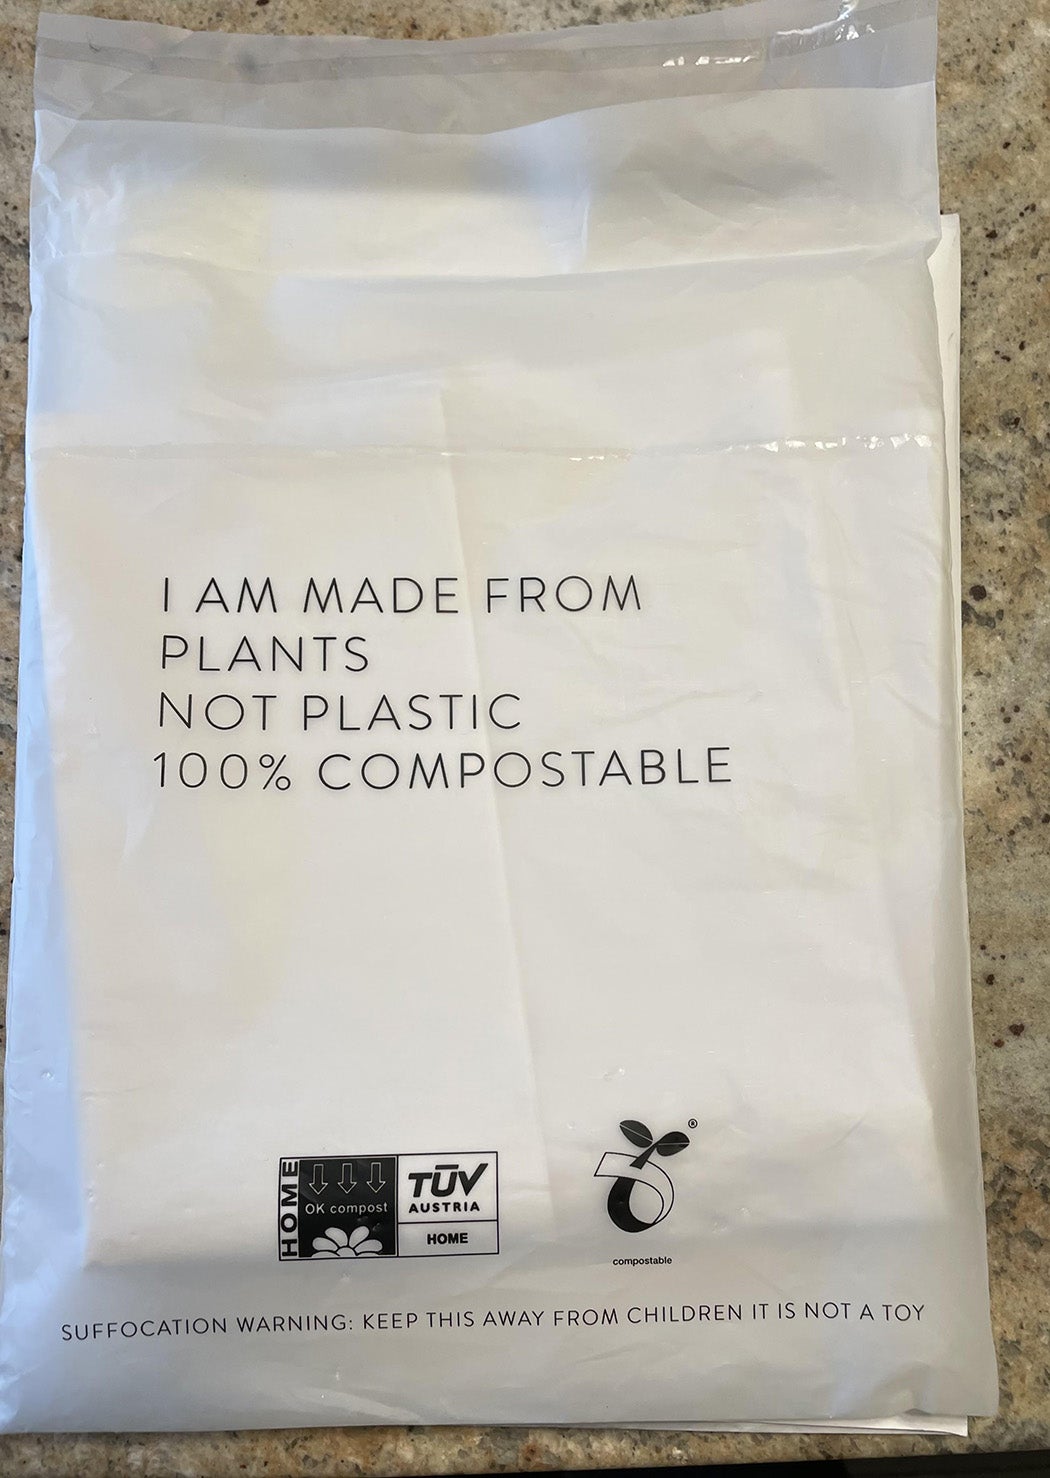 I AM MADE FROM
PLANTS
NOT PLASTIC
100% COMPOSTABLE
HOME
OK compost
TÜV
AUSTRIA
HOME
®
compostable
SUFFOCATION WARNING: KEEP THIS AWAY FROM CHILDREN IT IS NOT A TOY